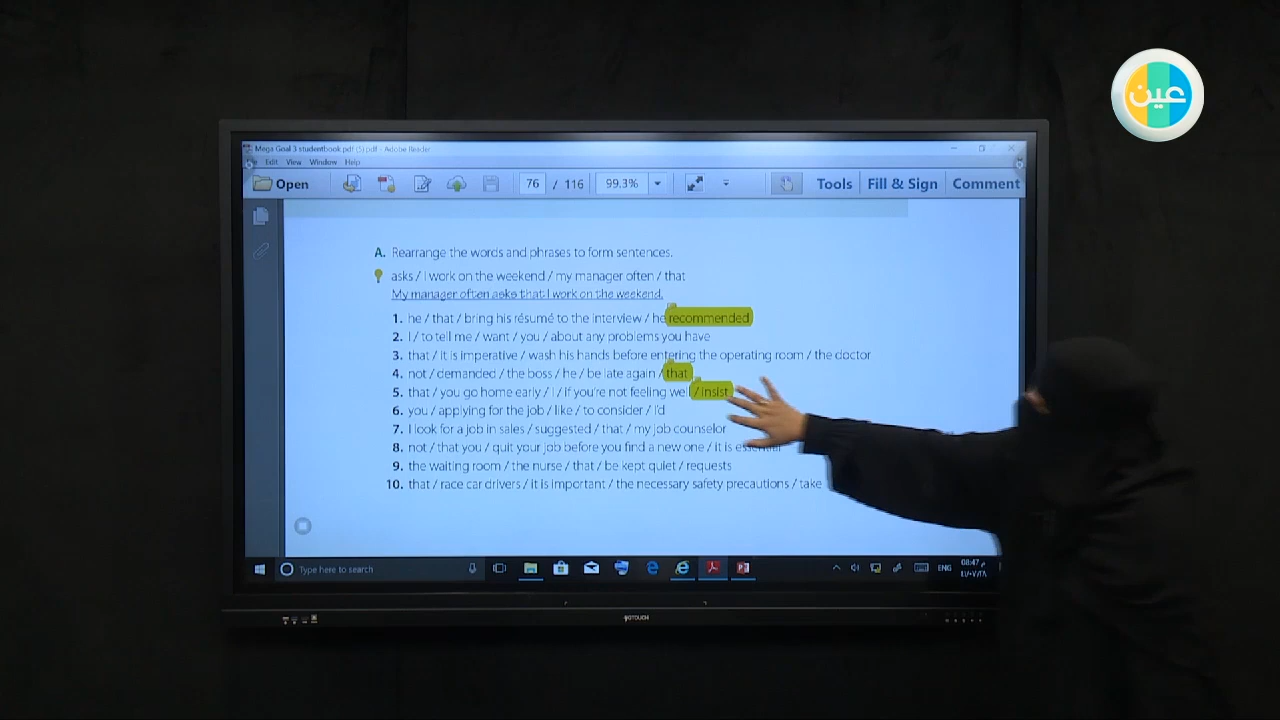 عين
Mega Goal 3 studentbook pdf (5).pdf - Adobe Reader
Edit View Window Help
Open 76 / 116 99.3% Tools Fill & Sign Comment
A. Rearrange the words and phrases to form sentences.
asks / I work on the weekend / my manager often / that
My manager often asks that I work on the weekend.
1. he / that / bring his résumé to the interview / he recommended
2. I / to tell me / want / you / about any problems you have
3. that / it is imperative / wash his hands before entering the operating room / the doctor
4. not / demanded / the boss / he / be late again / that
5. that / you go home early / I / if you're not feeling well / insist
6. you / applying for the job / like / to consider / I'd
7. I look for a job in sales / suggested / that / my job counselor
8. not / that you / quit your job before you find a new one / it is essential
9. the waiting room / the nurse / that / be kept quiet / requests
10. that / race car drivers / it is important / the necessary safety precautions / take
Type here to search
ENG
08:47 م